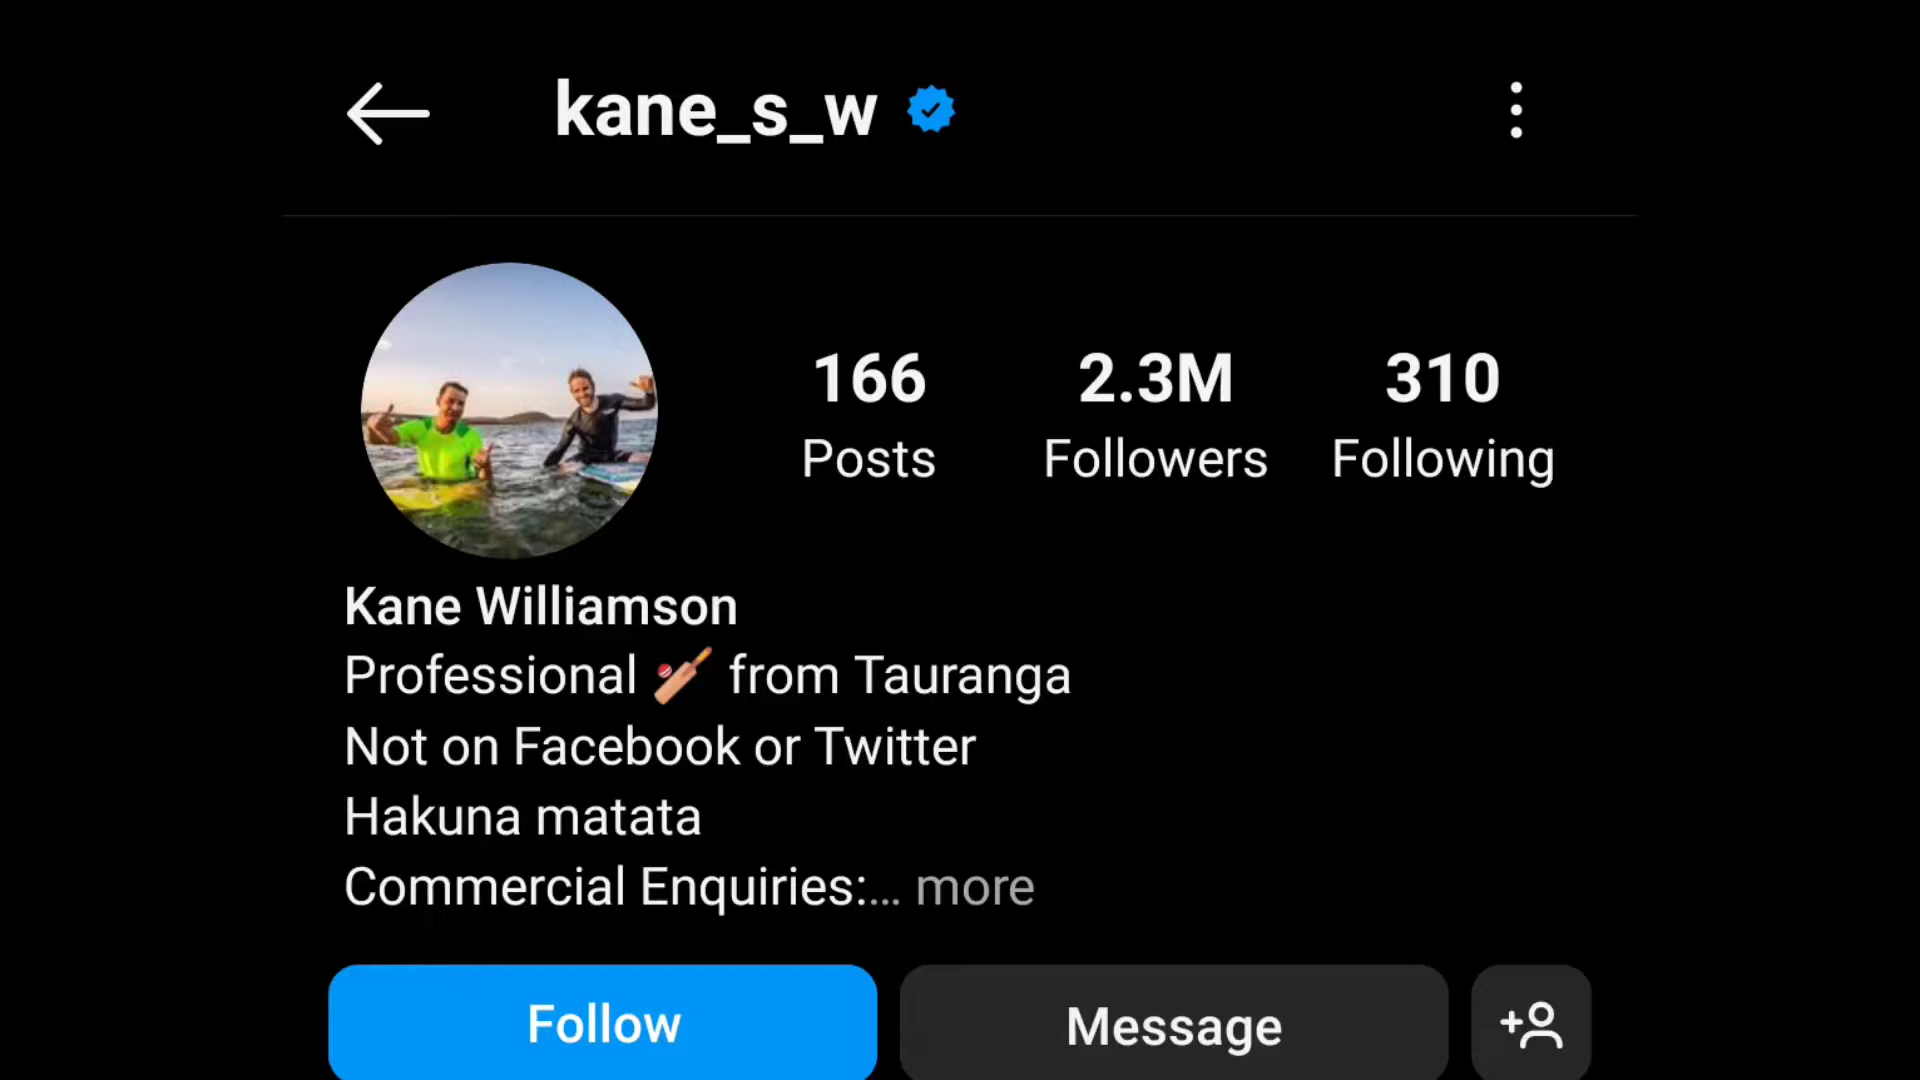 kane_s_w
166 2.3M 310
Posts Followers Following
Kane Williamson
Professional 🏏 from Tauranga
Not on Facebook or Twitter
Hakuna matata
Commercial Enquiries:... more
Follow Message